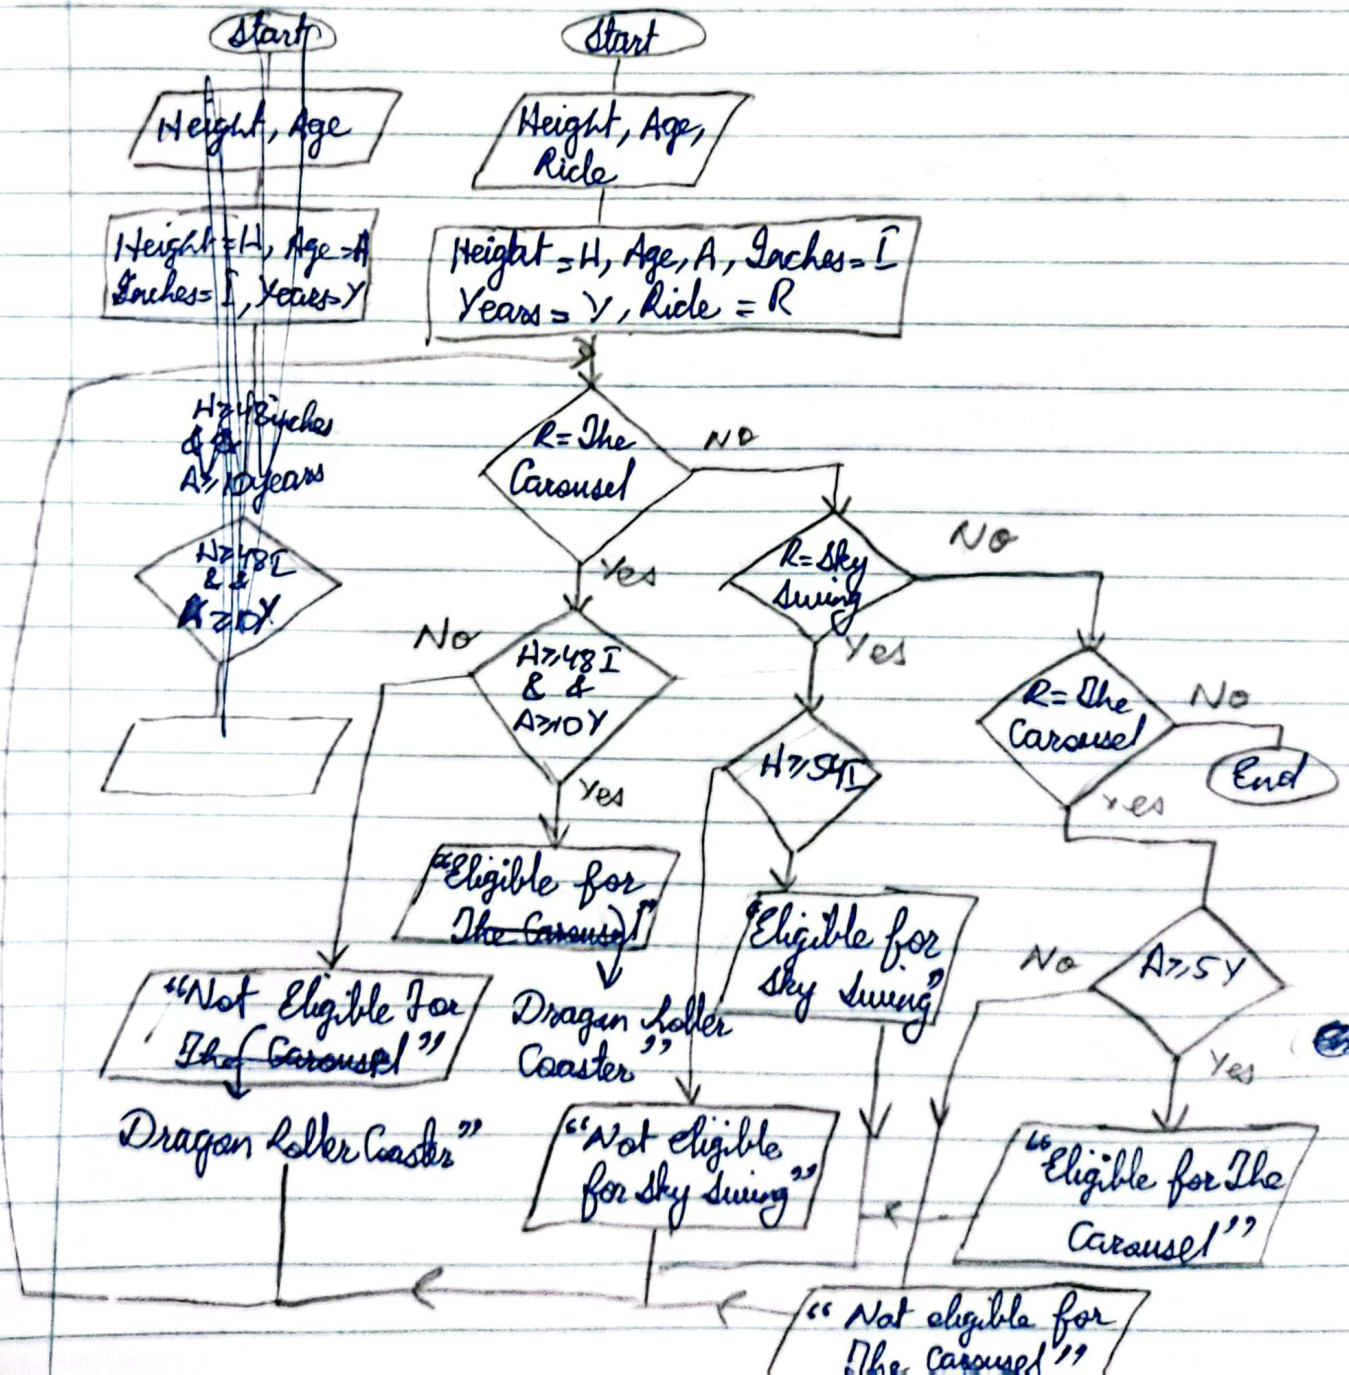 Start
Height, Age
Height = H, Age = A
Inches = I, Years = Y
H ≥ 48 inches
& &
A ≥ 10 years
H ≥ 48 I
& &
A ≥ 10 Y
Start
Height, Age,
Ride
Height = H, Age, A, Inches = I
Years = Y, Ride = R
R = The
Carousel
No
Yes
R = Sky
Swing
No
Yes
R = The
Carousel
No
End
Yes
No
H ≥ 48 I
& &
A ≥ 10 Y
Yes
H ≥ 54 I
"Eligible for
The Carousel"
Dragon Roller
Coaster"
"Not Eligible For
The Carousel"
Dragon Roller Coaster"
"Eligible for
Sky Swing"
"Not eligible
for Sky Swing"
No
A ≥ 5 Y
Yes
"Eligible for The
Carousel"
"Not eligible for
The Carousel"